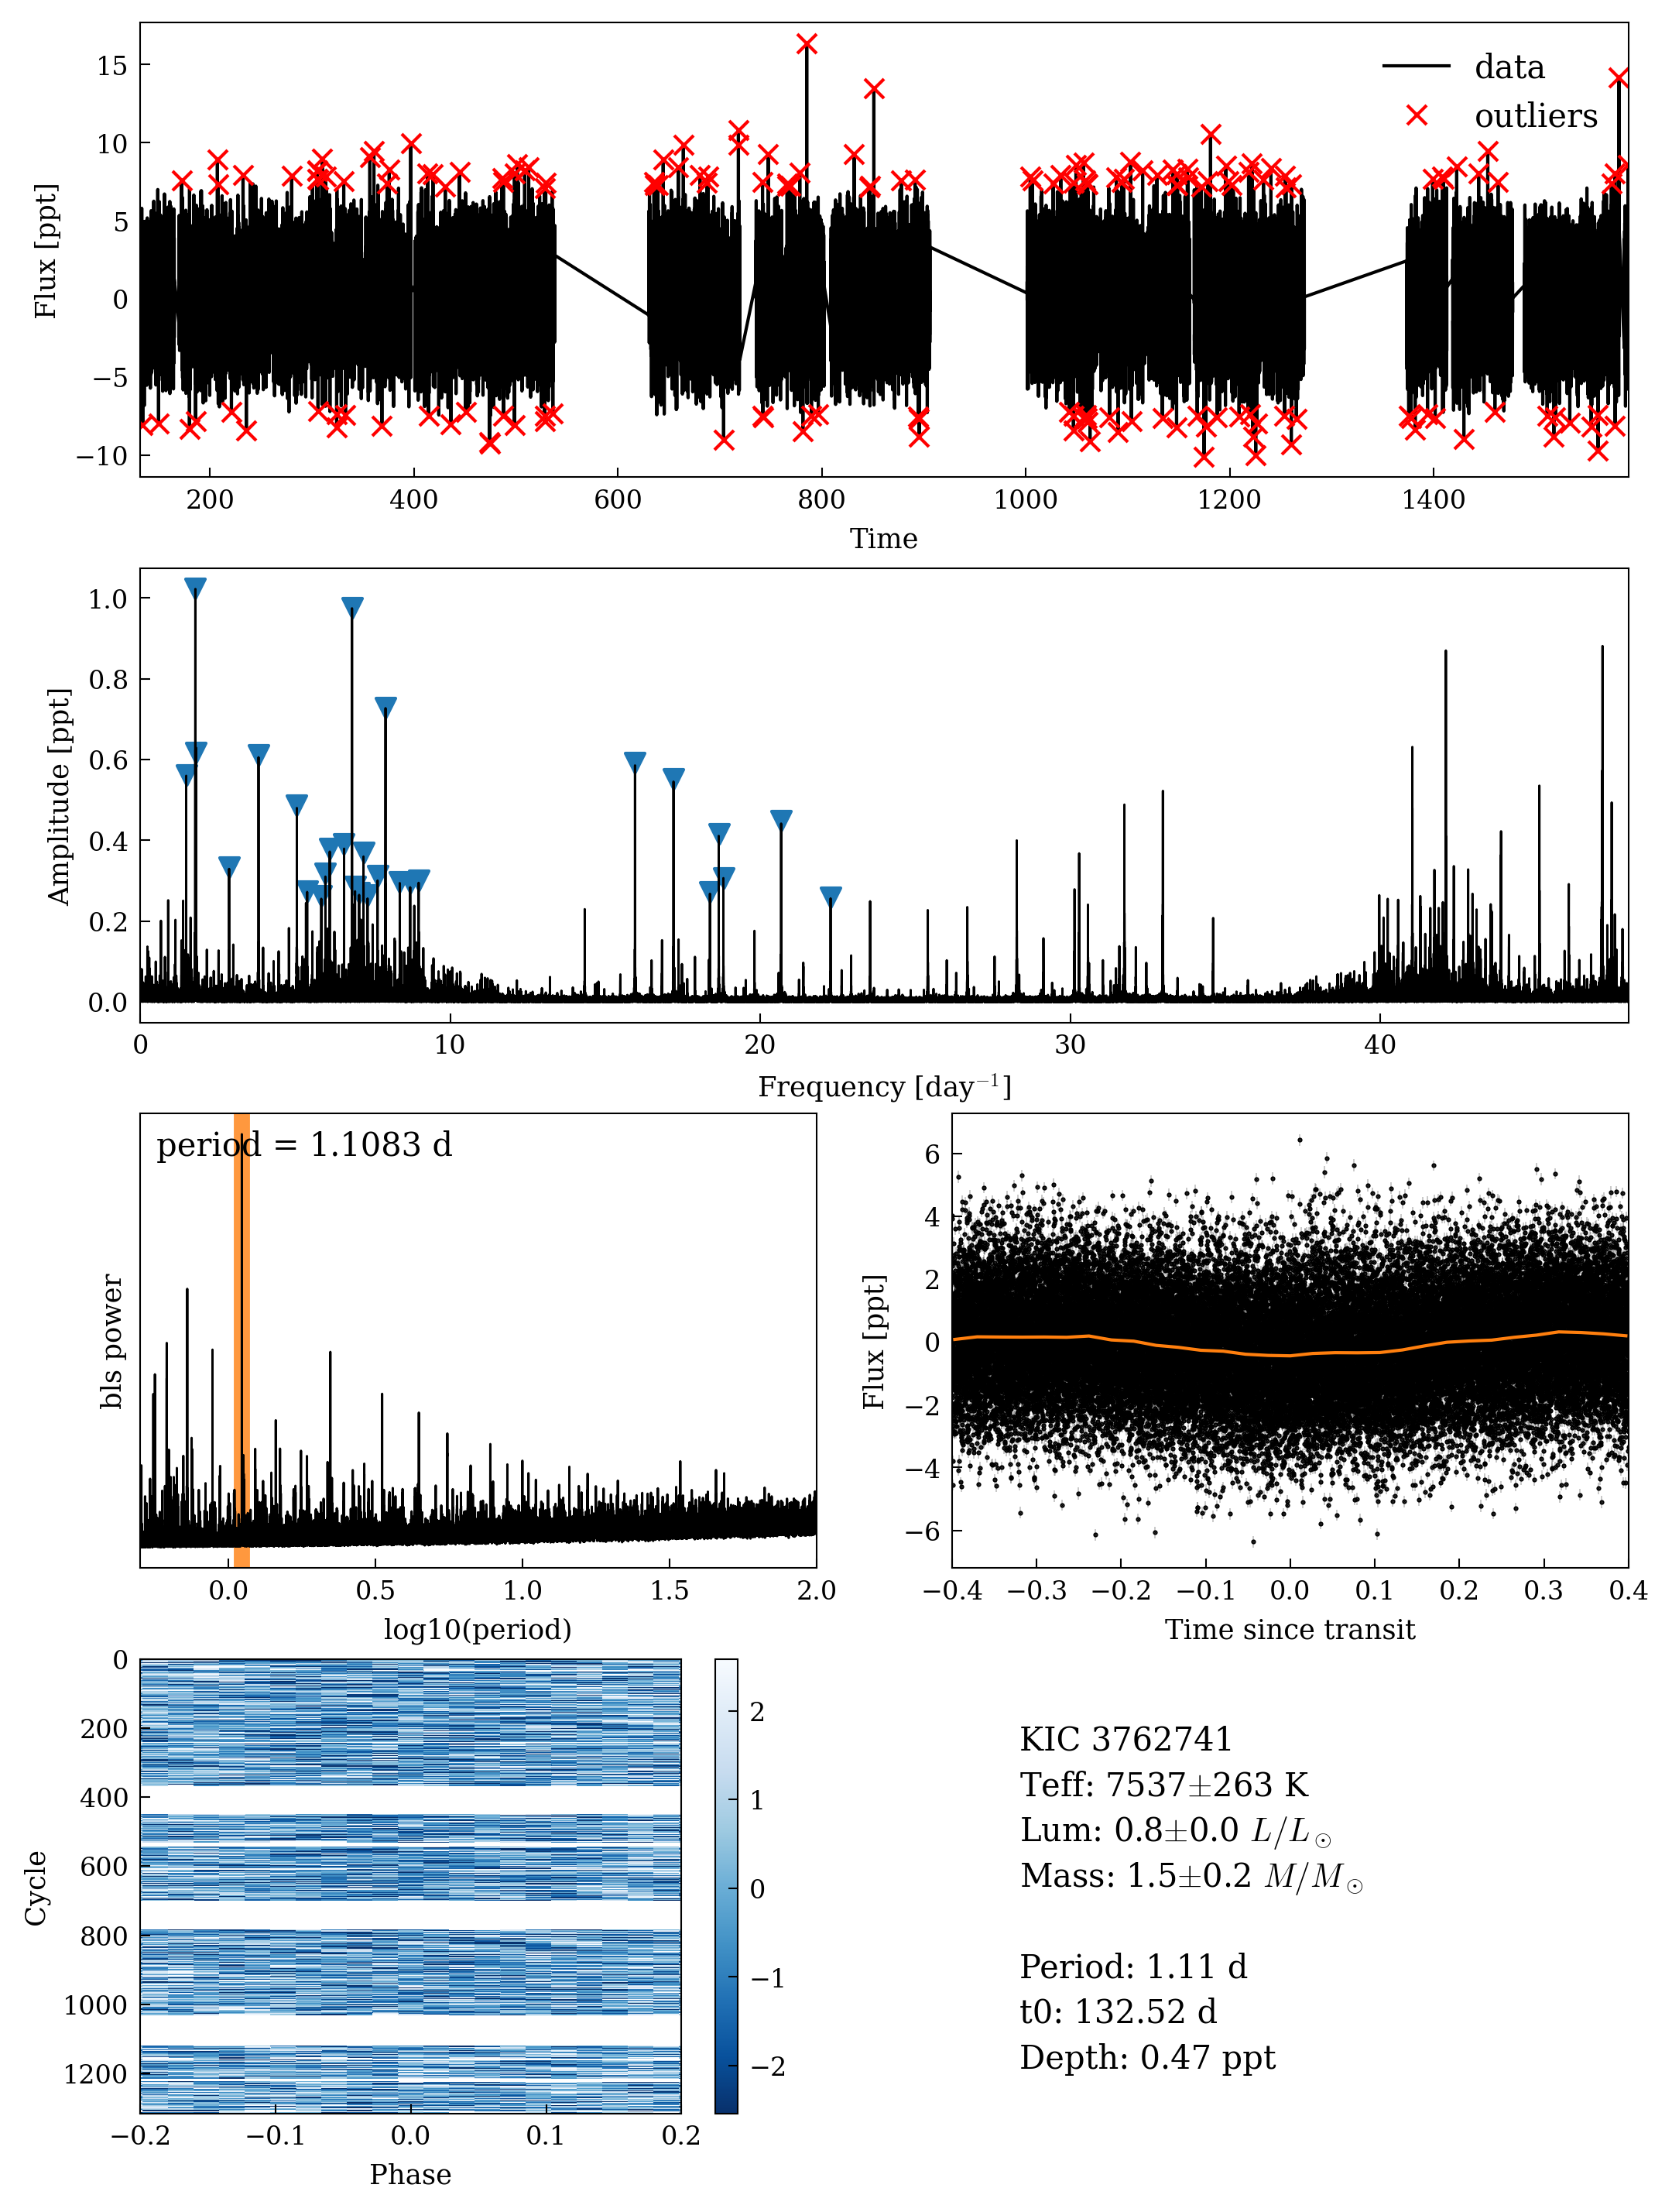 15
10
5
0
−5
−10
Flux [ppt]
data
outliers
200 400 600 800 1000 1200 1400
Time
1.0
0.8
0.6
0.4
0.2
0.0
Amplitude [ppt]
0 10 20 30 40
Frequency [day⁻¹]
period = 1.1083 d
bls power
0.0 0.5 1.0 1.5 2.0
log10(period)
6
4
2
0
−2
−4
−6
Flux [ppt]
−0.4 −0.3 −0.2 −0.1 0.0 0.1 0.2 0.3 0.4
Time since transit
0
200
400
600
800
1000
1200
Cycle
−0.2 −0.1 0.0 0.1 0.2
Phase
2
1
0
−1
−2
KIC 3762741
Teff: 7537±263 K
Lum: 0.8±0.0 L/L⊙
Mass: 1.5±0.2 M/M⊙
Period: 1.11 d
t0: 132.52 d
Depth: 0.47 ppt